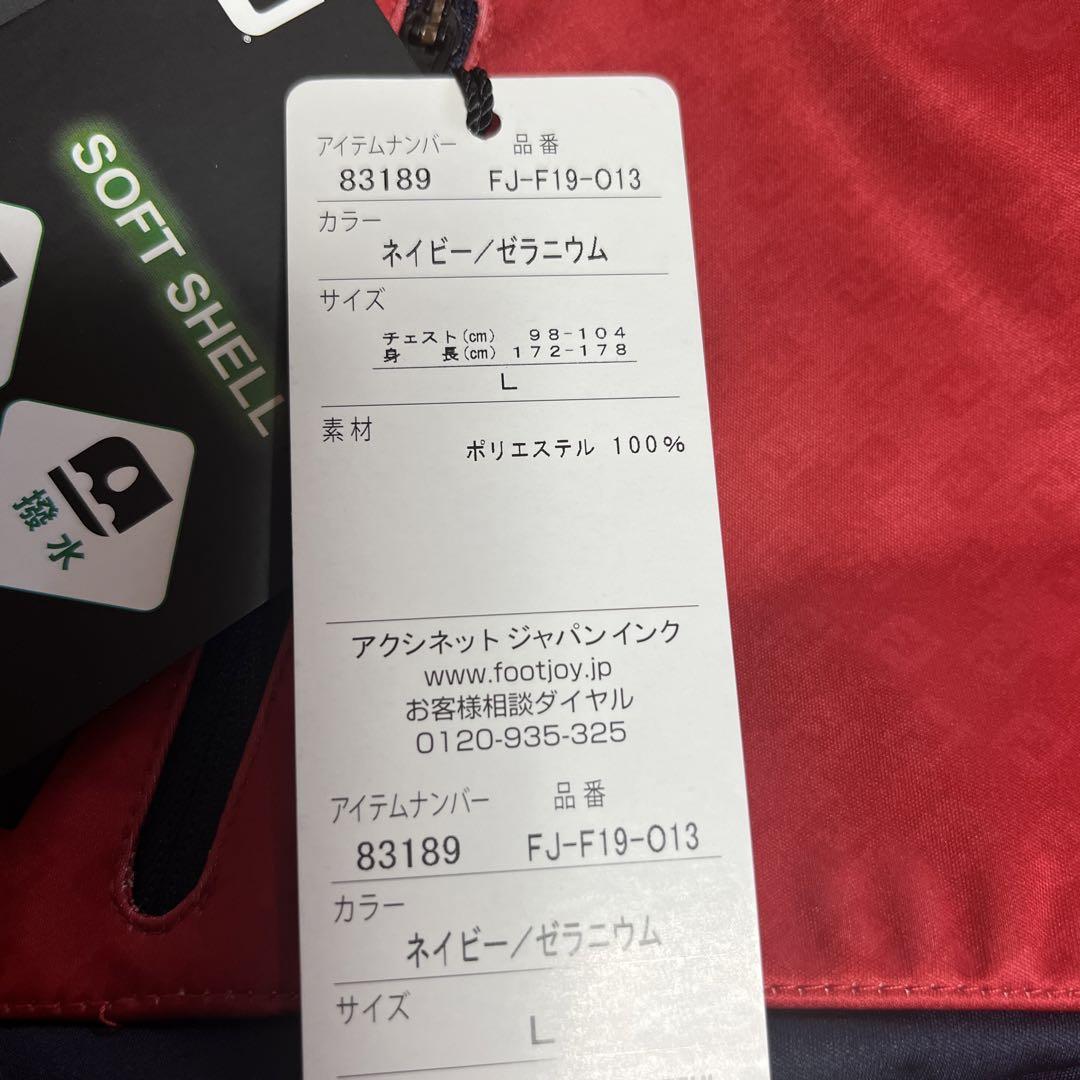 SOFT SHELL
撥水
アイテムナンバー 品番
83189 FJ-F19-O13
カラー
ネイビー/ゼラニウム
サイズ
チェスト(cm) 98-104
身 長(cm) 172-178
L
素材
ポリエステル 100%
アクシネット ジャパン インク
www.footjoy.jp
お客様相談ダイヤル
0120-935-325
アイテムナンバー 品番
83189 FJ-F19-O13
カラー
ネイビー/ゼラニウム
サイズ
L